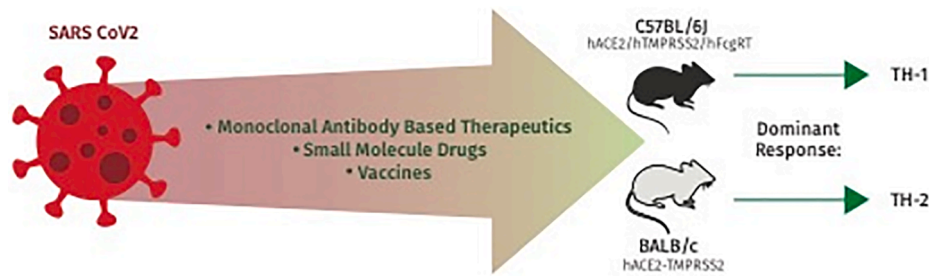 SARS CoV2
• Monoclonal Antibody Based Therapeutics
• Small Molecule Drugs
• Vaccines
C57BL/6J
hACE2/hTMPRSS2/hFcgRT
TH-1
Dominant
Response:
TH-2
BALB/c
hACE2-TMPRSS2